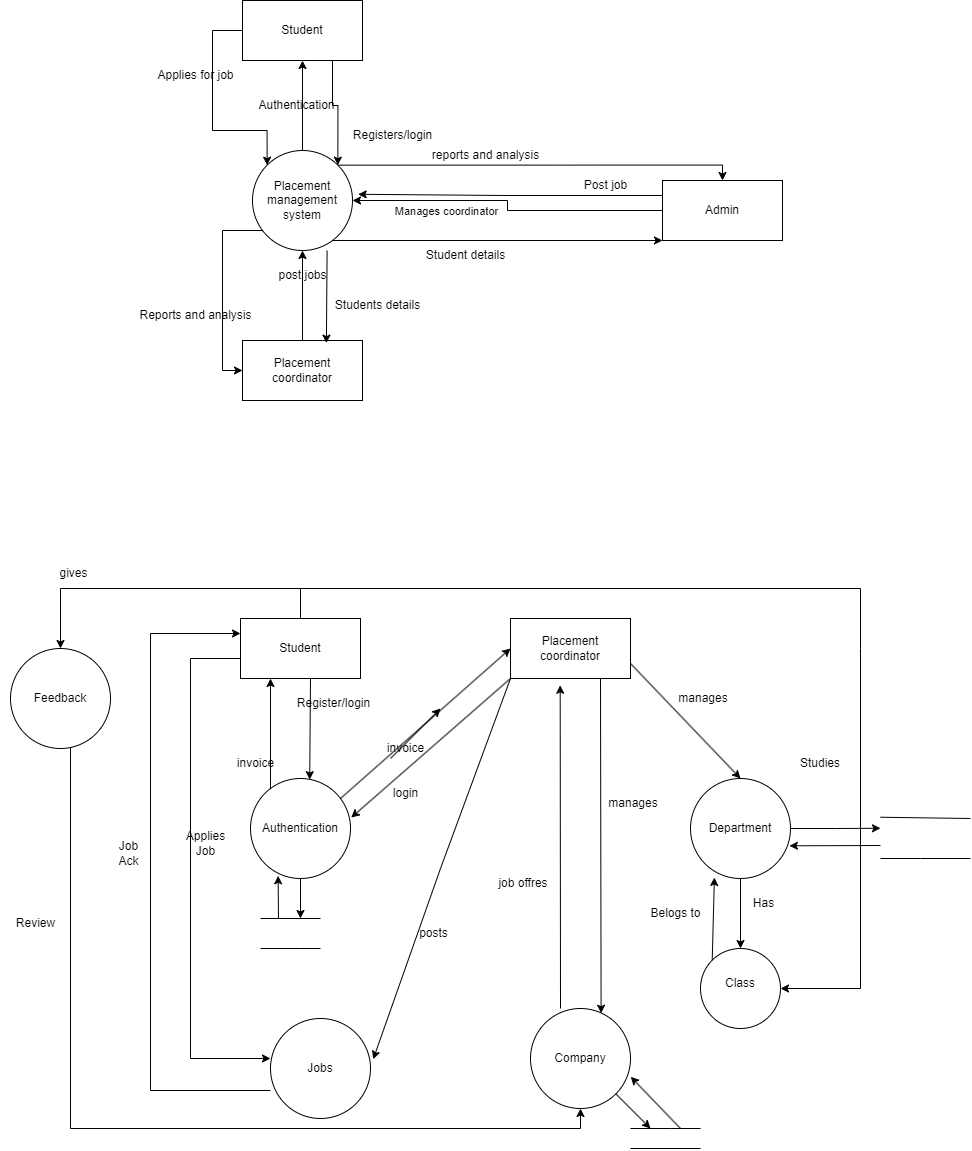 Student
Applies for job
Authentication
Registers/login
reports and analysis
Placement
management
system
Post job
Manages coordinator
Admin
Student details
post jobs
Students details
Reports and analysis
Placement
coordinator
gives
Student
Placement
coordinator
Feedback
Register/login
manages
invoice
invoice
Studies
login
manages
Authentication
Department
Applies
Job
Job
Ack
job offres
Has
Belogs to
Review
posts
Class
Company
Jobs